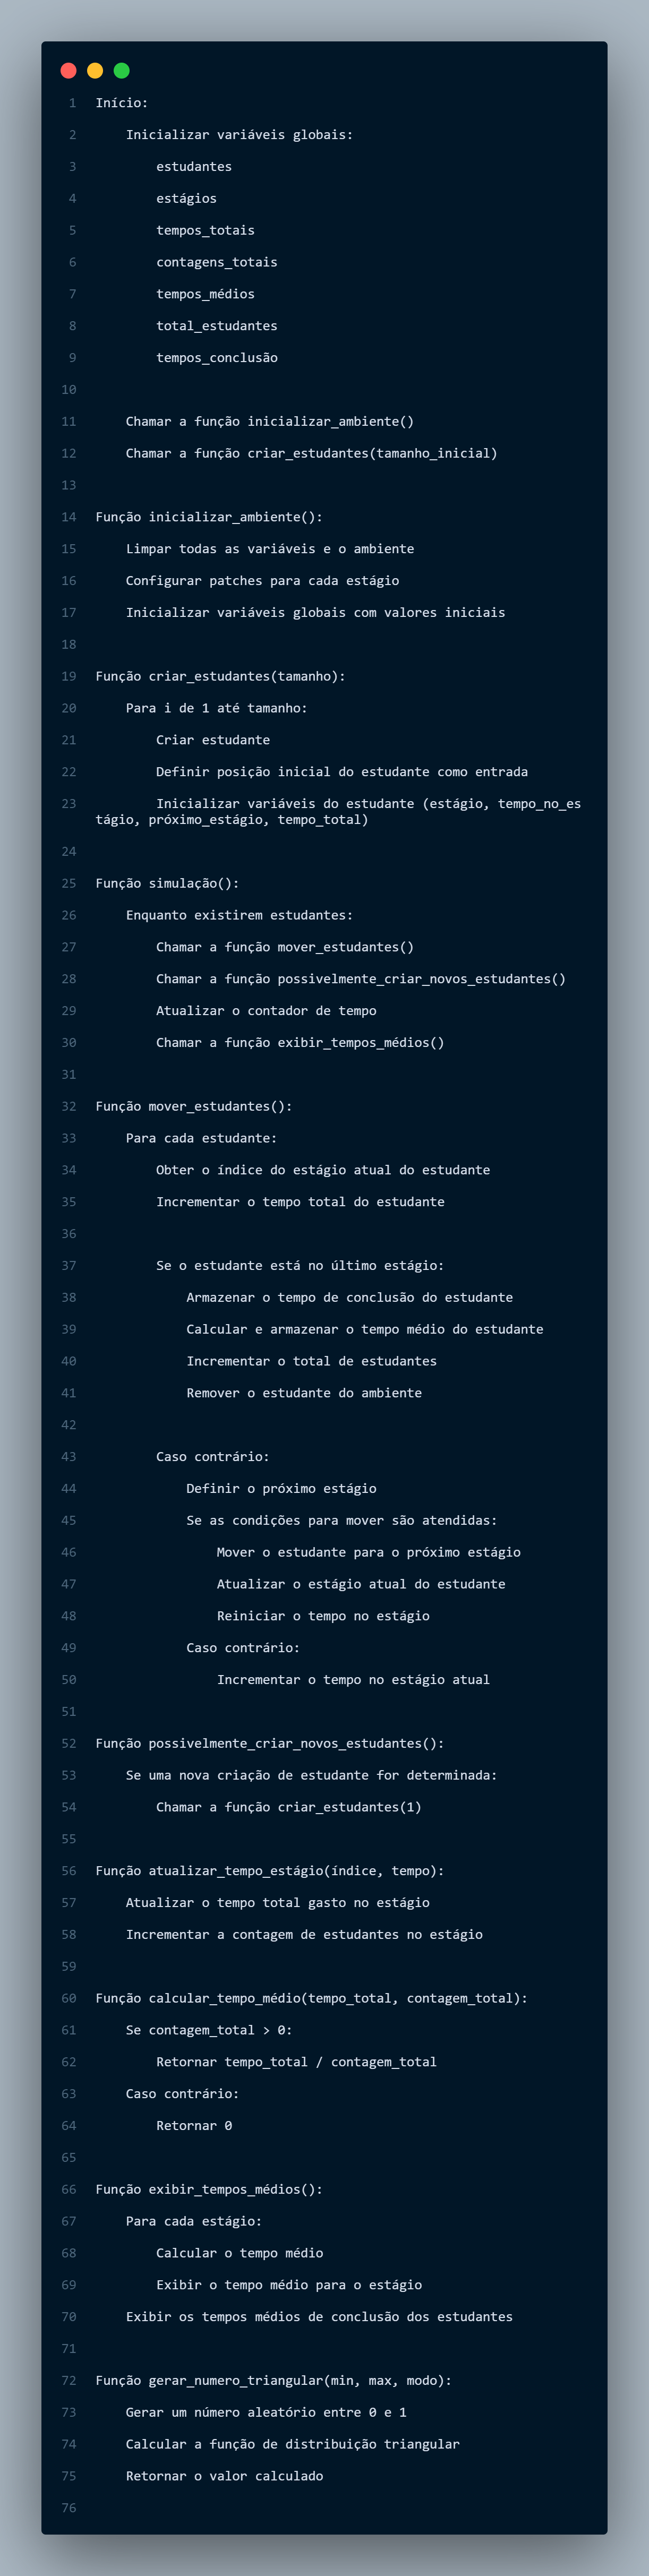 1 Início:
2 Inicializar variáveis globais:
3 estudantes
4 estágios
5 tempos_totais
6 contagens_totais
7 tempos_médios
8 total_estudantes
9 tempos_conclusão
10
11 Chamar a função inicializar_ambiente()
12 Chamar a função criar_estudantes(tamanho_inicial)
13
14 Função inicializar_ambiente():
15 Limpar todas as variáveis e o ambiente
16 Configurar patches para cada estágio
17 Inicializar variáveis globais com valores iniciais
18
19 Função criar_estudantes(tamanho):
20 Para i de 1 até tamanho:
21 Criar estudante
22 Definir posição inicial do estudante como entrada
23 Inicializar variáveis do estudante (estágio, tempo_no_es
tágio, próximo_estágio, tempo_total)
24
25 Função simulação():
26 Enquanto existirem estudantes:
27 Chamar a função mover_estudantes()
28 Chamar a função possivelmente_criar_novos_estudantes()
29 Atualizar o contador de tempo
30 Chamar a função exibir_tempos_médios()
31
32 Função mover_estudantes():
33 Para cada estudante:
34 Obter o índice do estágio atual do estudante
35 Incrementar o tempo total do estudante
36
37 Se o estudante está no último estágio:
38 Armazenar o tempo de conclusão do estudante
39 Calcular e armazenar o tempo médio do estudante
40 Incrementar o total de estudantes
41 Remover o estudante do ambiente
42
43 Caso contrário:
44 Definir o próximo estágio
45 Se as condições para mover são atendidas:
46 Mover o estudante para o próximo estágio
47 Atualizar o estágio atual do estudante
48 Reiniciar o tempo no estágio
49 Caso contrário:
50 Incrementar o tempo no estágio atual
51
52 Função possivelmente_criar_novos_estudantes():
53 Se uma nova criação de estudante for determinada:
54 Chamar a função criar_estudantes(1)
55
56 Função atualizar_tempo_estágio(índice, tempo):
57 Atualizar o tempo total gasto no estágio
58 Incrementar a contagem de estudantes no estágio
59
60 Função calcular_tempo_médio(tempo_total, contagem_total):
61 Se contagem_total > 0:
62 Retornar tempo_total / contagem_total
63 Caso contrário:
64 Retornar 0
65
66 Função exibir_tempos_médios():
67 Para cada estágio:
68 Calcular o tempo médio
69 Exibir o tempo médio para o estágio
70 Exibir os tempos médios de conclusão dos estudantes
71
72 Função gerar_numero_triangular(min, max, modo):
73 Gerar um número aleatório entre 0 e 1
74 Calcular a função de distribuição triangular
75 Retornar o valor calculado
76